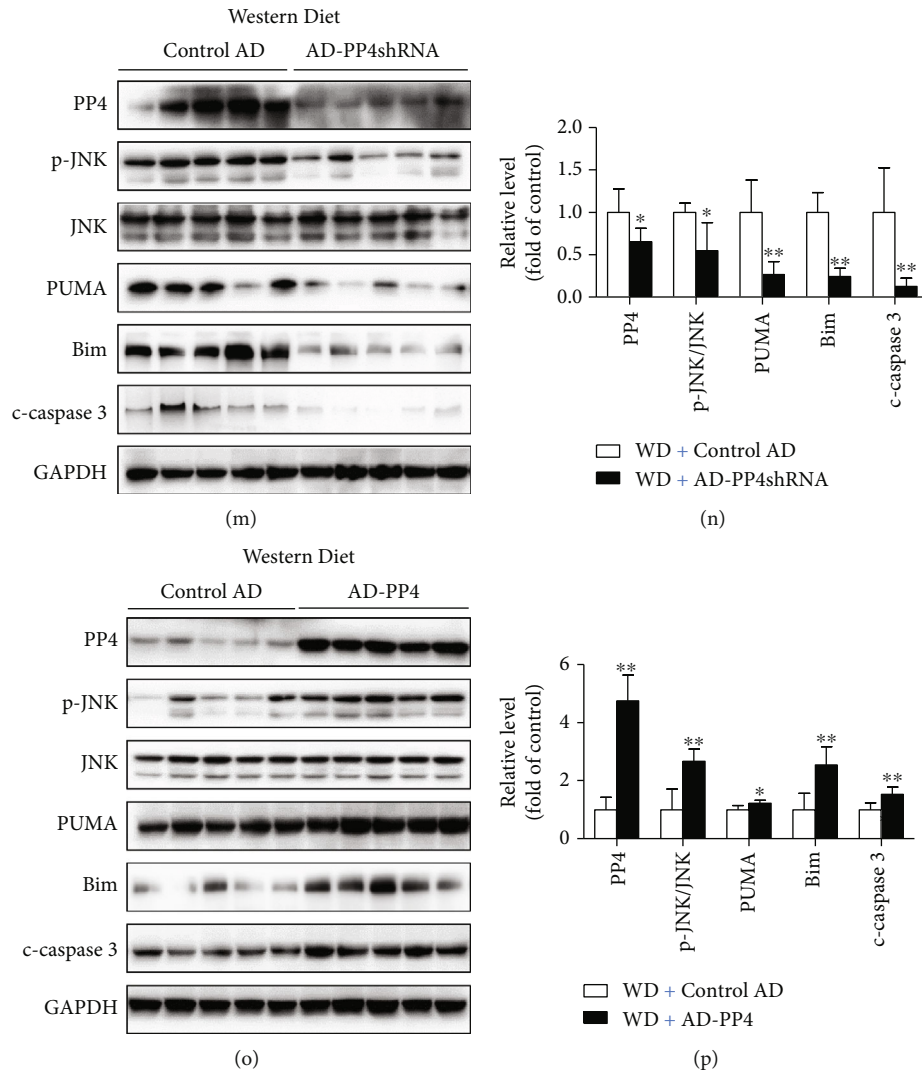 Western Diet
Control AD AD-PP4shRNA
PP4
p-JNK
JNK
PUMA
Bim
c-caspase 3
GAPDH
(m)
Relative level
(fold of control)
2.0
1.5
1.0
0.5
0.0
* * ** ** **
PP4
p-JNK/JNK
PUMA
Bim
c-caspase 3
WD + Control AD
WD + AD-PP4shRNA
(n)
Western Diet
Control AD AD-PP4
PP4
p-JNK
JNK
PUMA
Bim
c-caspase 3
GAPDH
(o)
Relative level
(fold of control)
6
4
2
0
** ** * ** **
PP4
p-JNK/JNK
PUMA
Bim
c-caspase 3
WD + Control AD
WD + AD-PP4
(p)